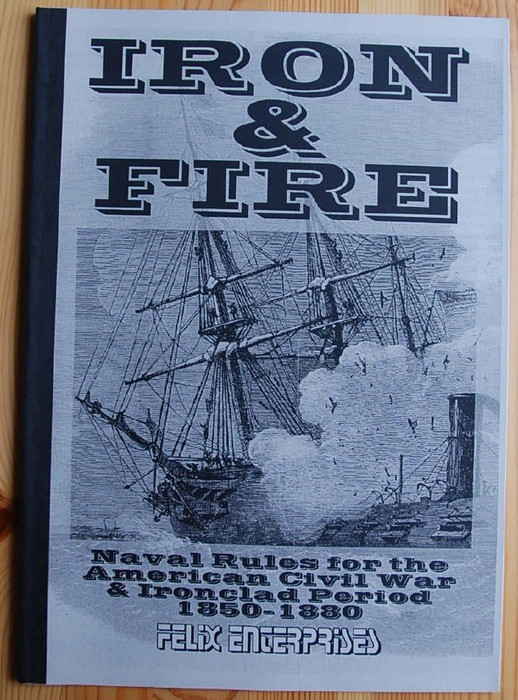 IRON
&
FIRE
Naval Rules for the
American Civil War
& Ironclad Period
1850-1880
FELIX ENTERPRISES